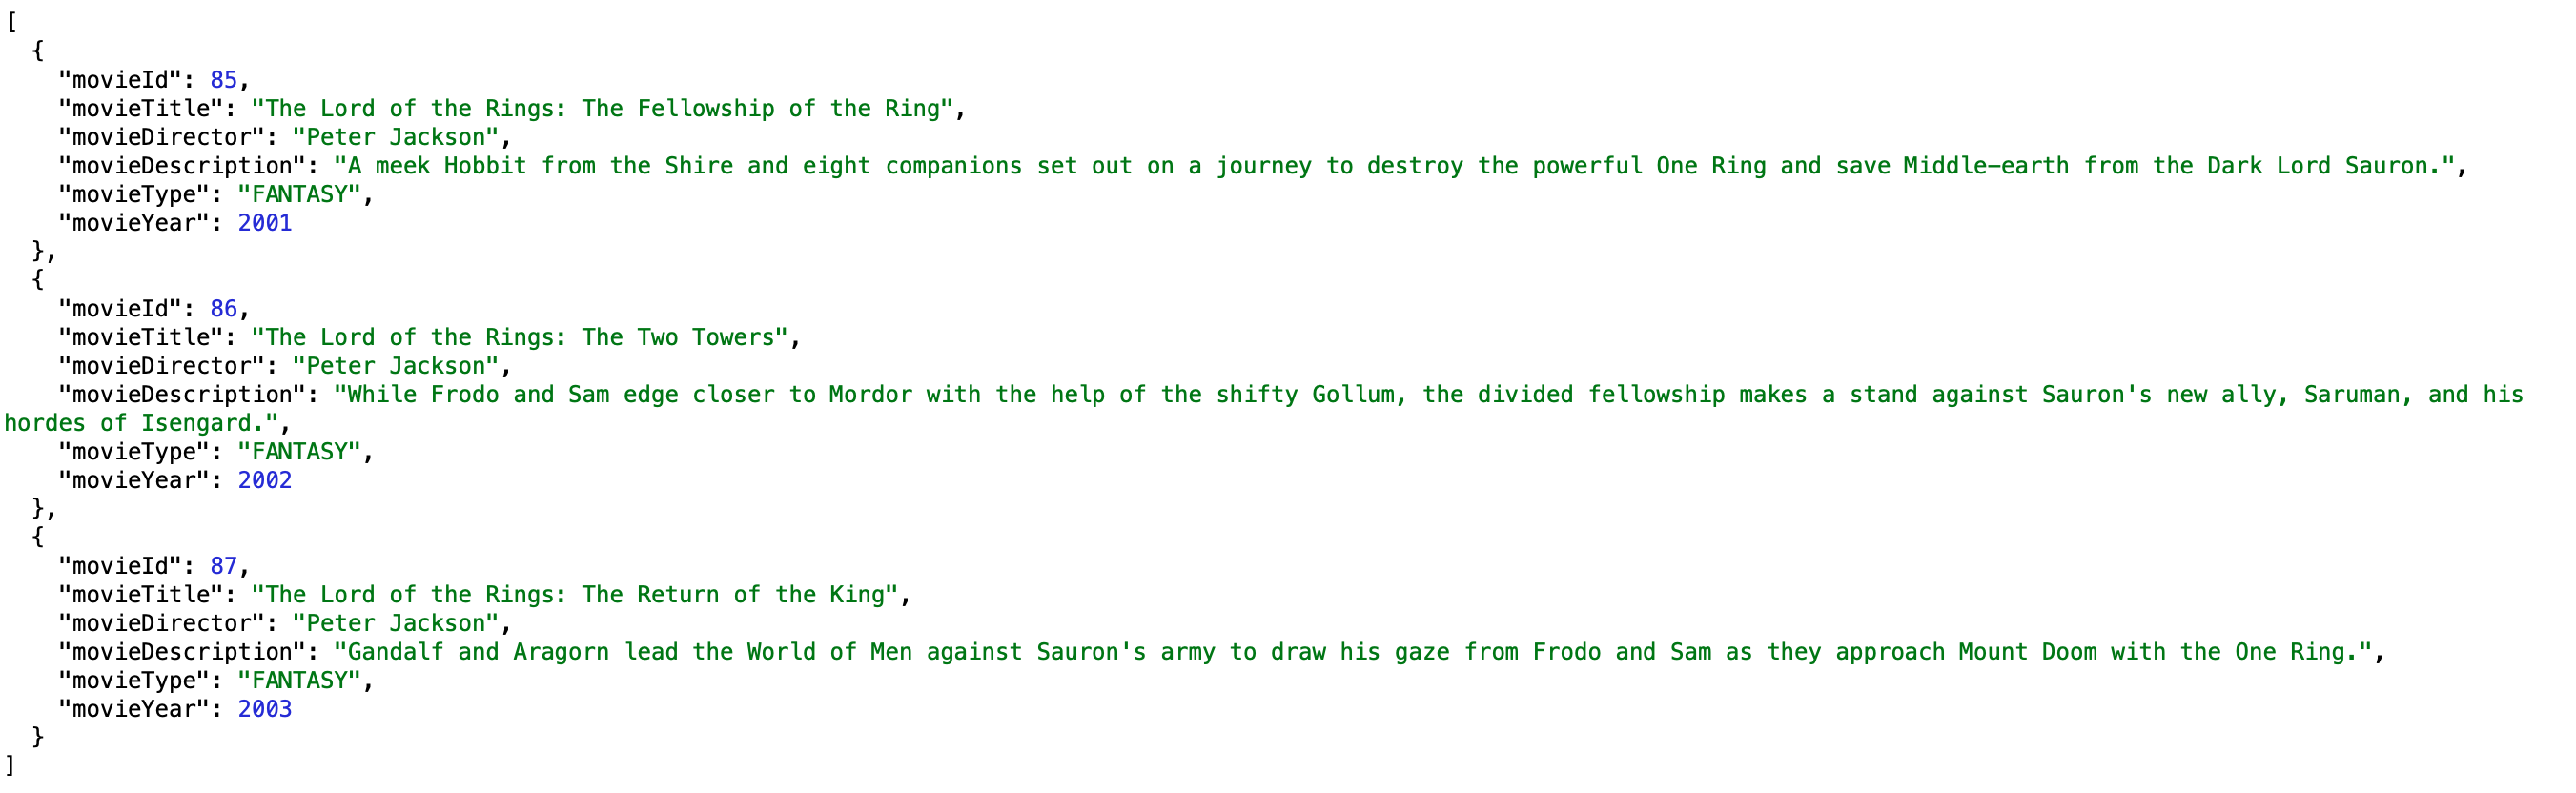 [
  {
    "movieId": 85,
    "movieTitle": "The Lord of the Rings: The Fellowship of the Ring",
    "movieDirector": "Peter Jackson",
    "movieDescription": "A meek Hobbit from the Shire and eight companions set out on a journey to destroy the powerful One Ring and save Middle-earth from the Dark Lord Sauron.",
    "movieType": "FANTASY",
    "movieYear": 2001
  },
  {
    "movieId": 86,
    "movieTitle": "The Lord of the Rings: The Two Towers",
    "movieDirector": "Peter Jackson",
    "movieDescription": "While Frodo and Sam edge closer to Mordor with the help of the shifty Gollum, the divided fellowship makes a stand against Sauron's new ally, Saruman, and his
hordes of Isengard.",
    "movieType": "FANTASY",
    "movieYear": 2002
  },
  {
    "movieId": 87,
    "movieTitle": "The Lord of the Rings: The Return of the King",
    "movieDirector": "Peter Jackson",
    "movieDescription": "Gandalf and Aragorn lead the World of Men against Sauron's army to draw his gaze from Frodo and Sam as they approach Mount Doom with the One Ring.",
    "movieType": "FANTASY",
    "movieYear": 2003
  }
]